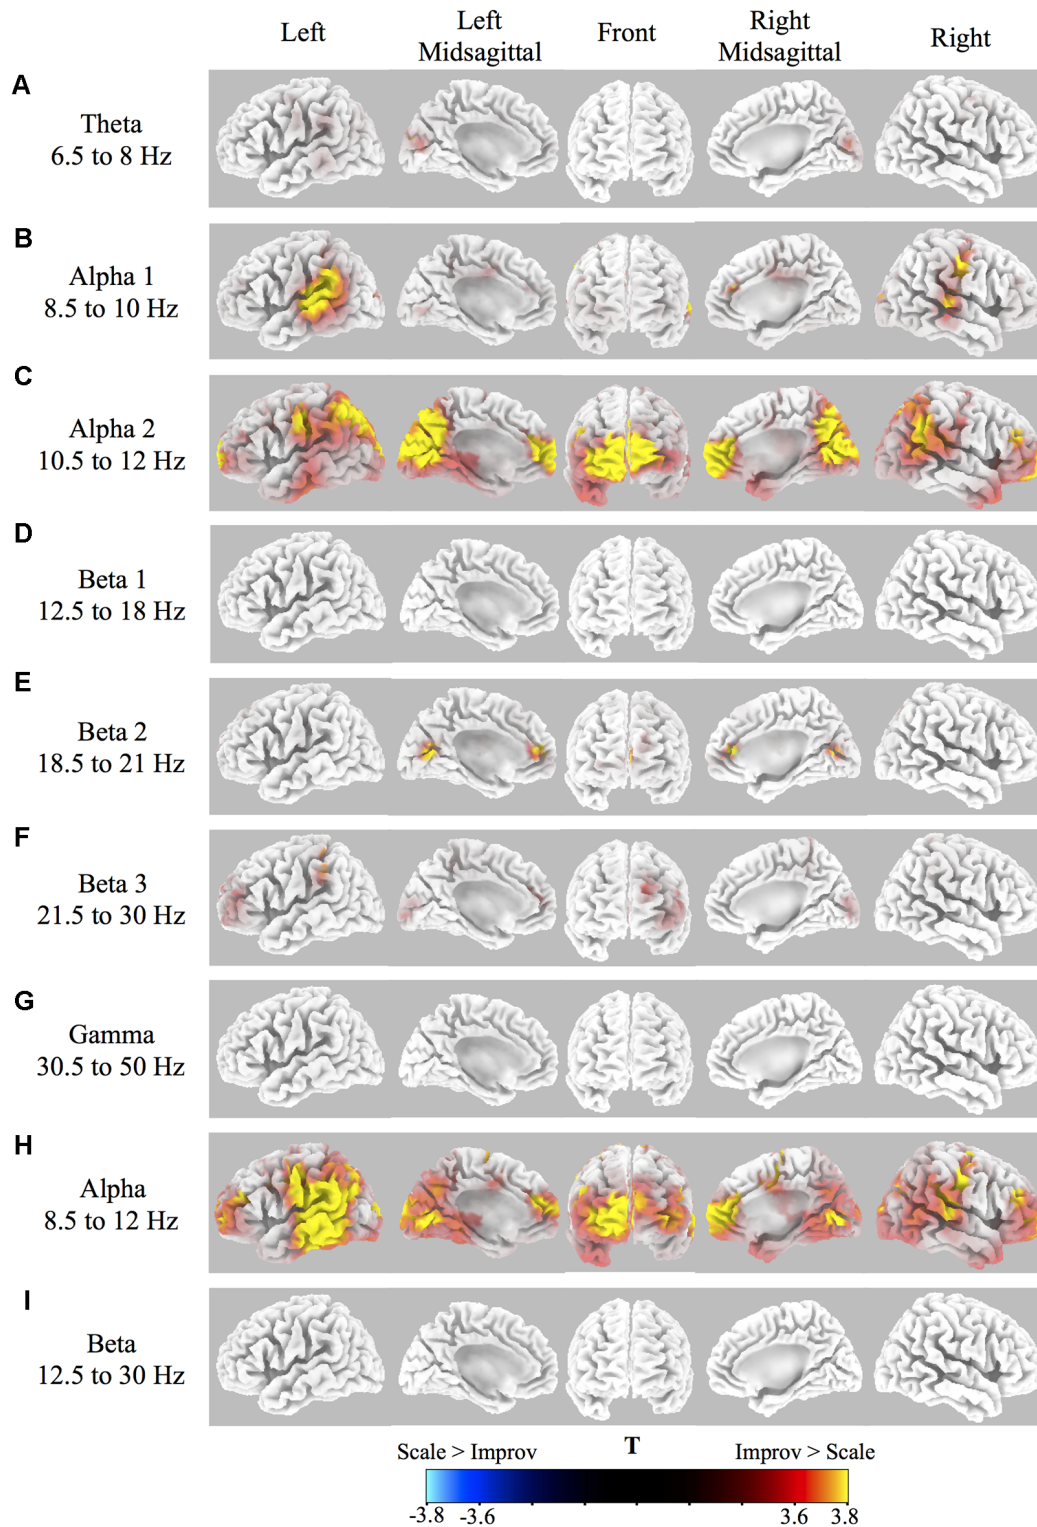 Left
Left
Midsagittal
Front
Right
Midsagittal
Right
A
Theta
6.5 to 8 Hz
B
Alpha 1
8.5 to 10 Hz
C
Alpha 2
10.5 to 12 Hz
D
Beta 1
12.5 to 18 Hz
E
Beta 2
18.5 to 21 Hz
F
Beta 3
21.5 to 30 Hz
G
Gamma
30.5 to 50 Hz
H
Alpha
8.5 to 12 Hz
I
Beta
12.5 to 30 Hz
Scale > Improv T Improv > Scale
-3.8 -3.6 3.6 3.8